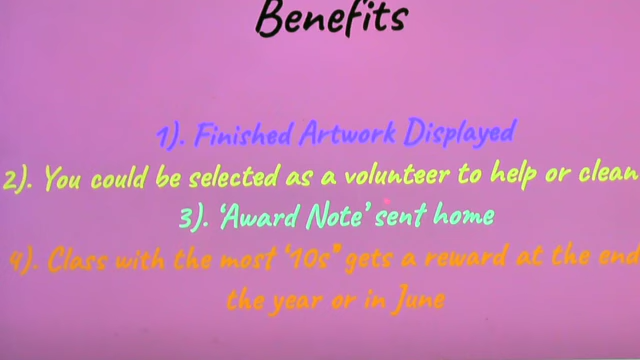 Benefits
1). Finished Artwork Displayed
2). You could be selected as a volunteer to help or clean
3). ‘Award Note’ sent home
4). Class with the most ‘10s” gets a reward at the end
the year or in June